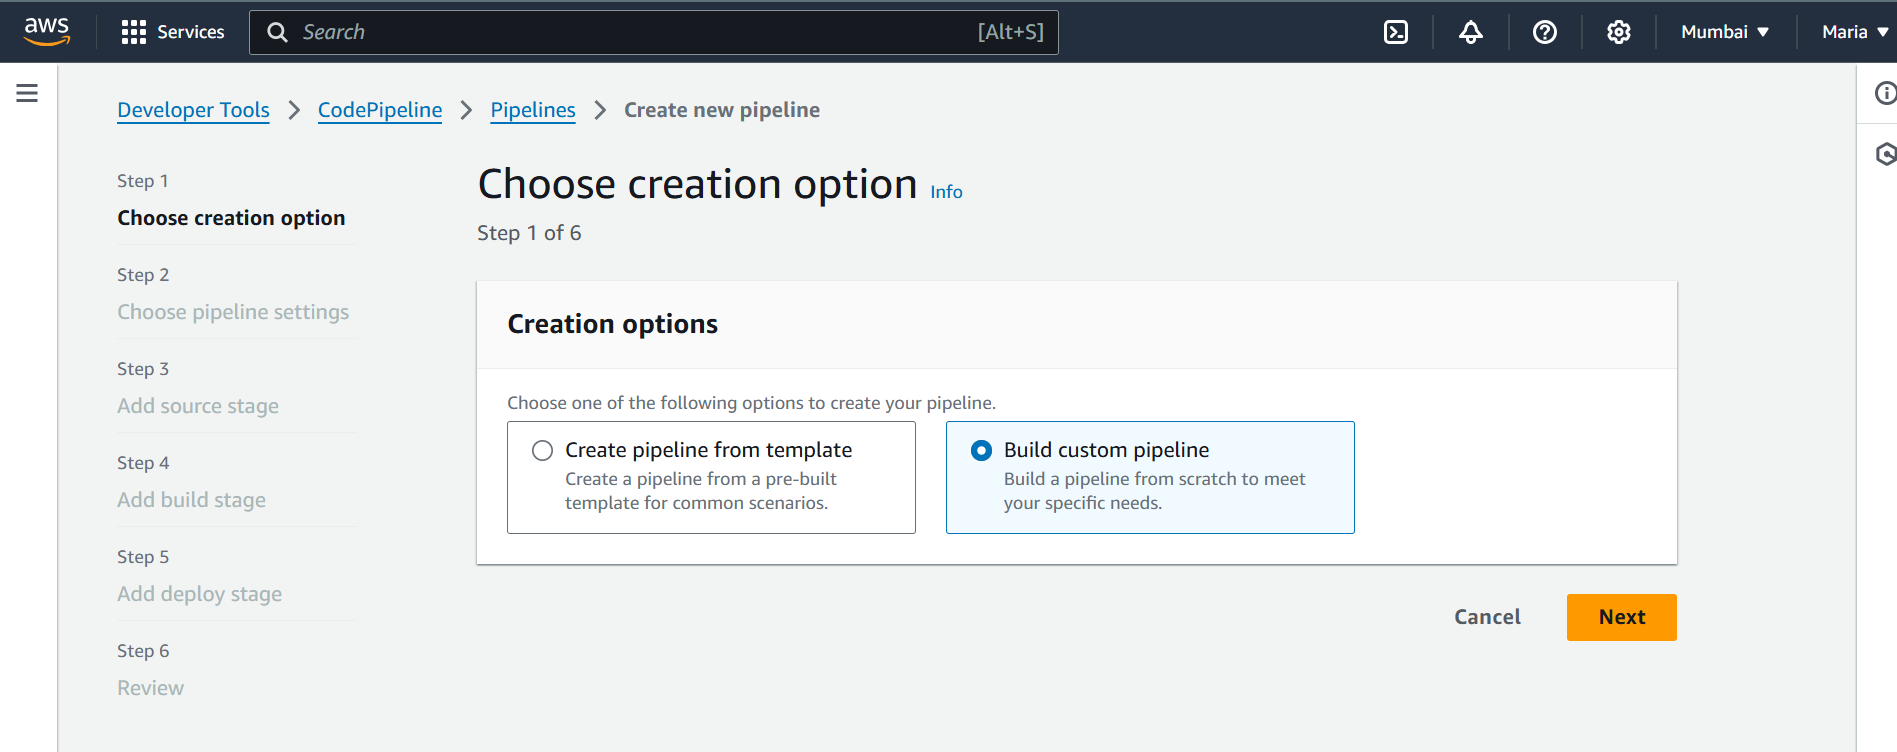 aws
Services
Search [Alt+S]
Mumbai
Maria
Developer Tools > CodePipeline > Pipelines > Create new pipeline
Step 1
Choose creation option
Step 2
Choose pipeline settings
Step 3
Add source stage
Step 4
Add build stage
Step 5
Add deploy stage
Step 6
Review
Choose creation option Info
Step 1 of 6
Creation options
Choose one of the following options to create your pipeline.
Create pipeline from template
Create a pipeline from a pre-built
template for common scenarios.
Build custom pipeline
Build a pipeline from scratch to meet
your specific needs.
Cancel
Next